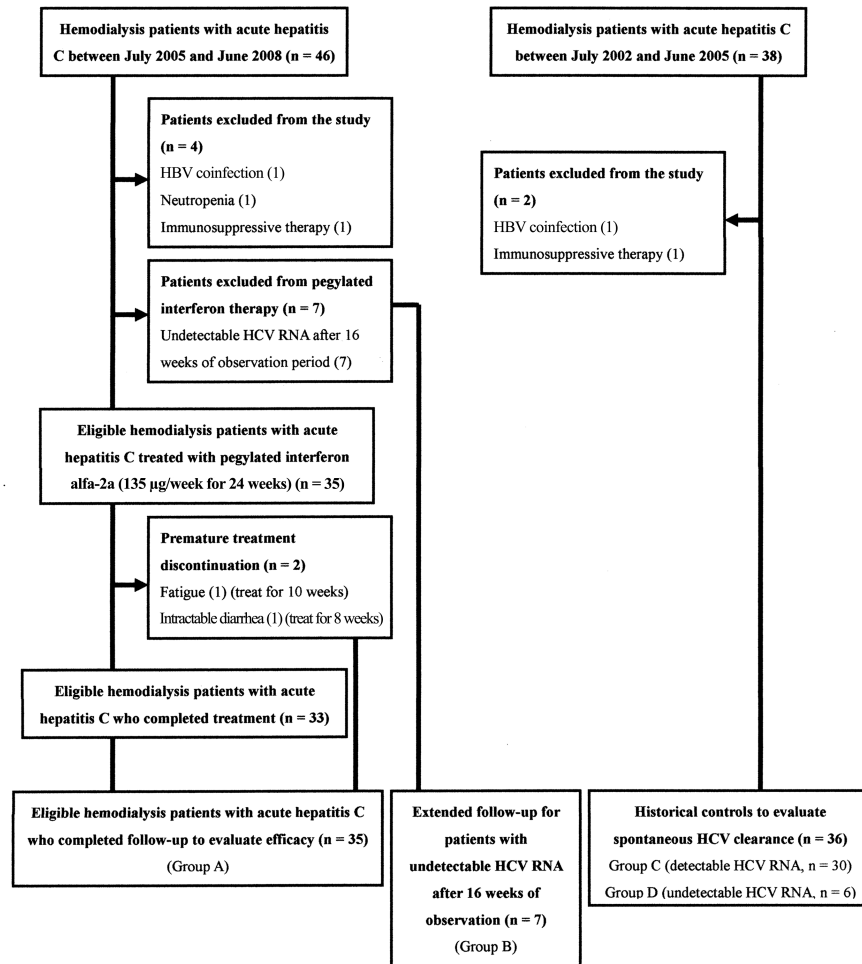 Hemodialysis patients with acute hepatitis
C between July 2005 and June 2008 (n = 46)
Hemodialysis patients with acute hepatitis C
between July 2002 and June 2005 (n = 38)
Patients excluded from the study
(n = 4)
HBV coinfection (1)
Neutropenia (1)
Immunosuppressive therapy (1)
Patients excluded from the study
(n = 2)
HBV coinfection (1)
Immunosuppressive therapy (1)
Patients excluded from pegylated
interferon therapy (n = 7)
Undetectable HCV RNA after 16
weeks of observation period (7)
Eligible hemodialysis patients with acute
hepatitis C treated with pegylated interferon
alfa-2a (135 µg/week for 24 weeks) (n = 35)
Premature treatment
discontinuation (n = 2)
Fatigue (1) (treat for 10 weeks)
Intractable diarrhea (1) (treat for 8 weeks)
Eligible hemodialysis patients with acute
hepatitis C who completed treatment (n = 33)
Eligible hemodialysis patients with acute hepatitis C
who completed follow-up to evaluate efficacy (n = 35)
(Group A)
Extended follow-up for
patients with
undetectable HCV RNA
after 16 weeks of
observation (n = 7)
(Group B)
Historical controls to evaluate
spontaneous HCV clearance (n = 36)
Group C (detectable HCV RNA, n = 30)
Group D (undetectable HCV RNA, n = 6)